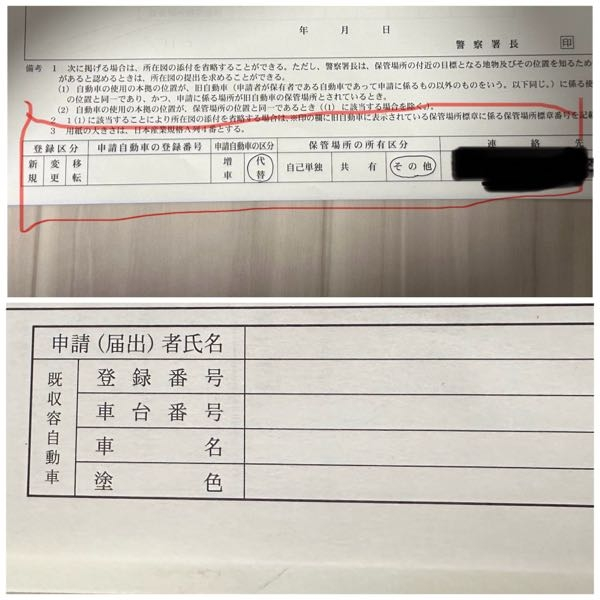 年 月 日
警察署長 印
備考 1 次に掲げる場合は、所在図の添付を省略することができる。ただし、警察署長は、保管場所の付近の目標となる地物及びその位置を知るため
があると認めるときは、所在図の提出を求めることができる。
(1) 自動車の使用の本拠の位置が、旧自動車(申請者が保有者である自動車であって申請に係るもの以外のものをいう。以下同じ。)に係る使
の位置と同一であり、かつ、申請に係る場所が旧自動車の保管場所とされているとき。
(2) 自動車の使用の本拠の位置が、保管場所の位置と同一であるとき((1)に該当する場合を除く。)。
2 1(1)に該当することにより所在図の添付を省略する場合は、※印の欄に旧自動車に表示されている保管場所標章に係る保管場所標章番号を記
3 用紙の大きさは、日本産業規格A列4番とする。
登録区分 申請自動車の登録番号 申請自動車の区分 保管場所の所有区分 連絡先
新規 変更 移転 増車 代替 自己単独 共有 その他
申請(届出)者氏名
既収容自動車
登録番号
車台番号
車名
塗色